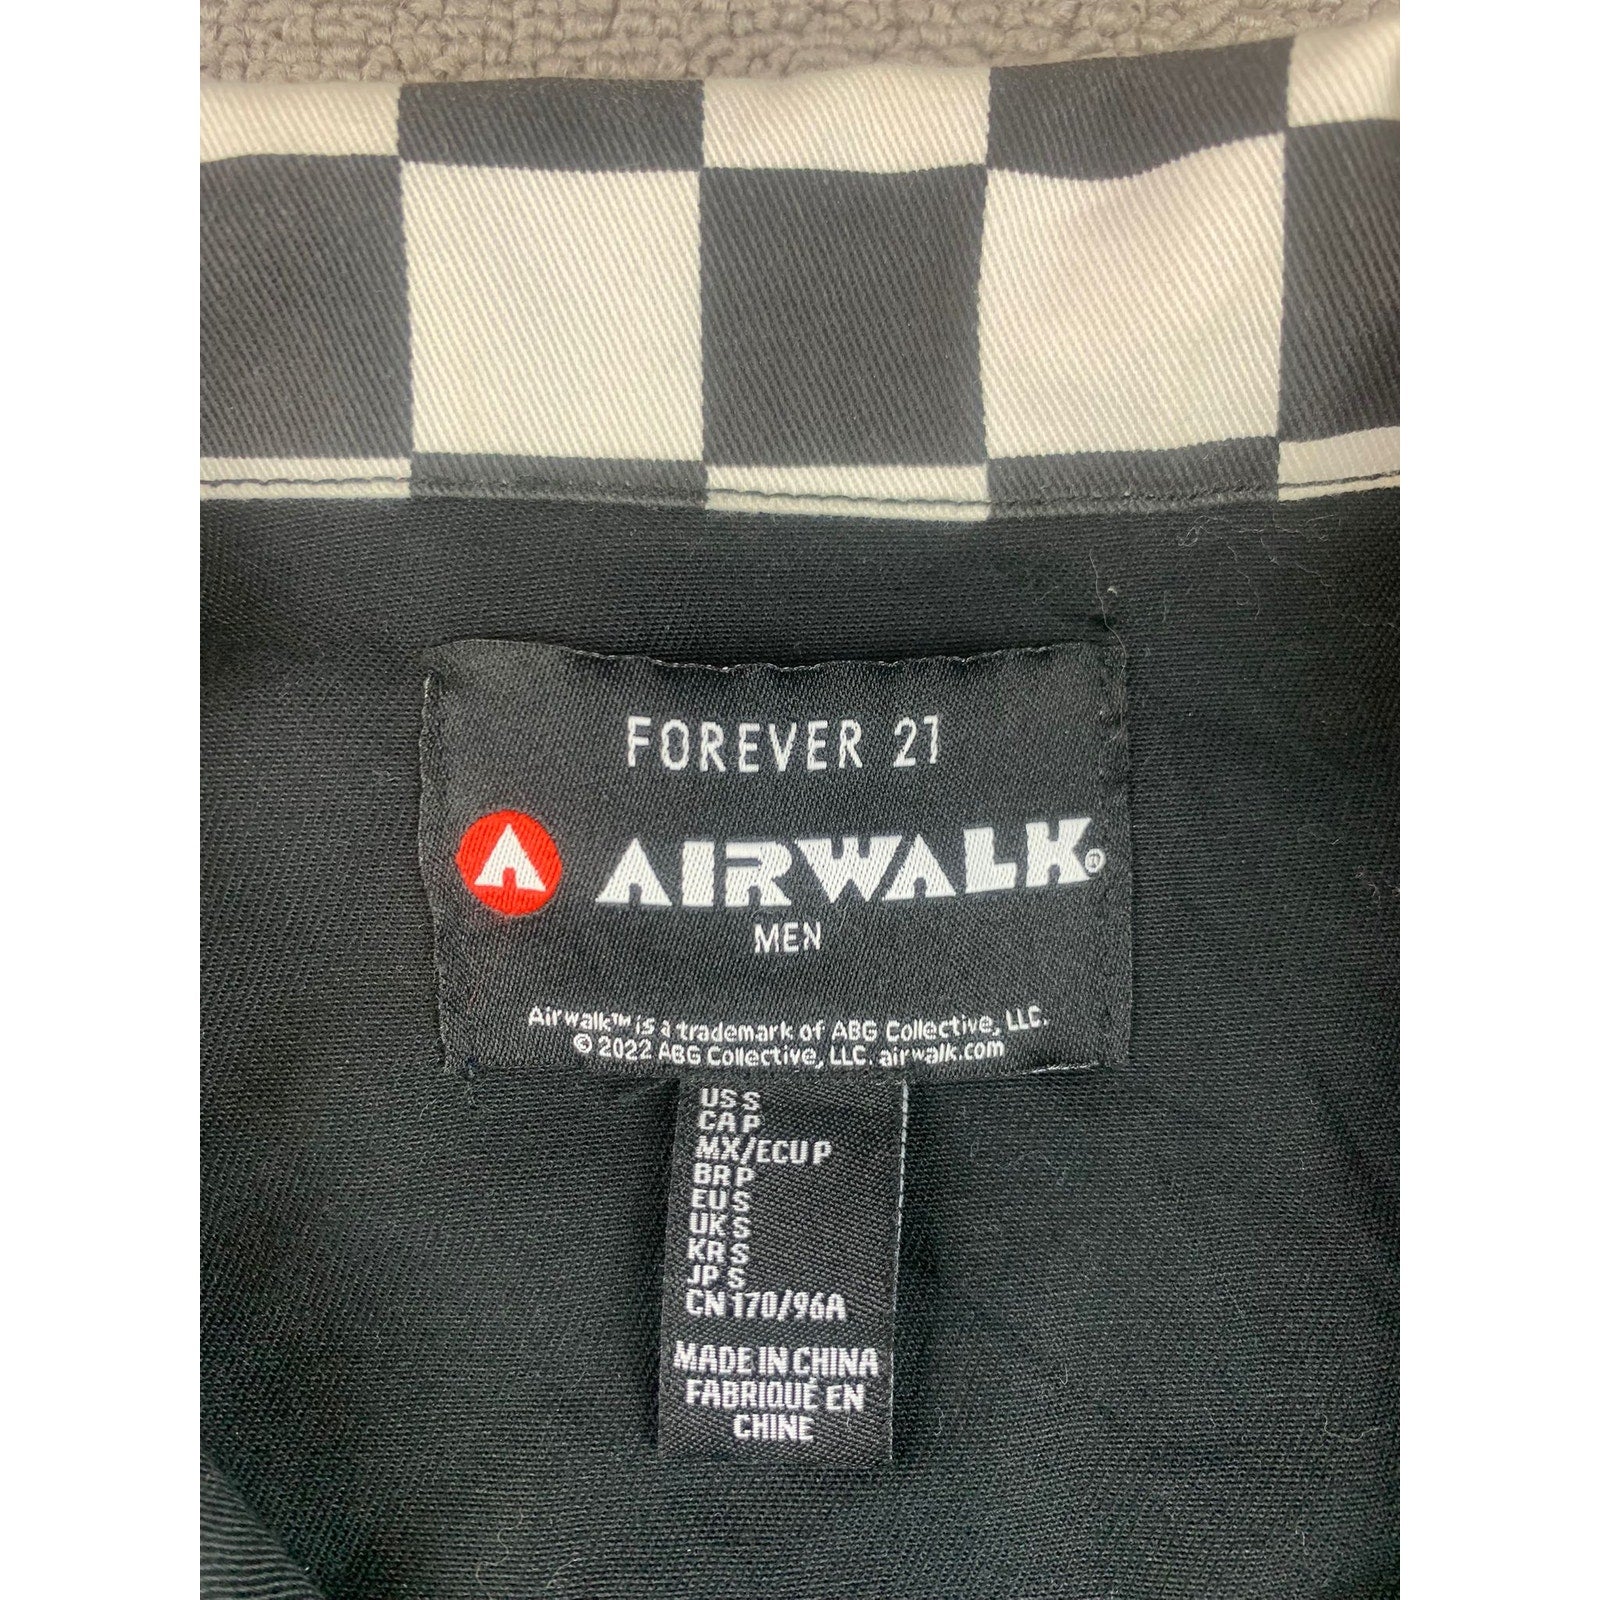 FOREVER 21
A AIRWALK®
MEN
Airwalk™ is a trademark of ABG Collective, LLC.
© 2022 ABG Collective, LLC. airwalk.com
US S
CA P
MX/ECU P
BR P
EU S
UK S
KR S
JP S
CN 170/96A
MADE IN CHINA
FABRIQUÉ EN
CHINE